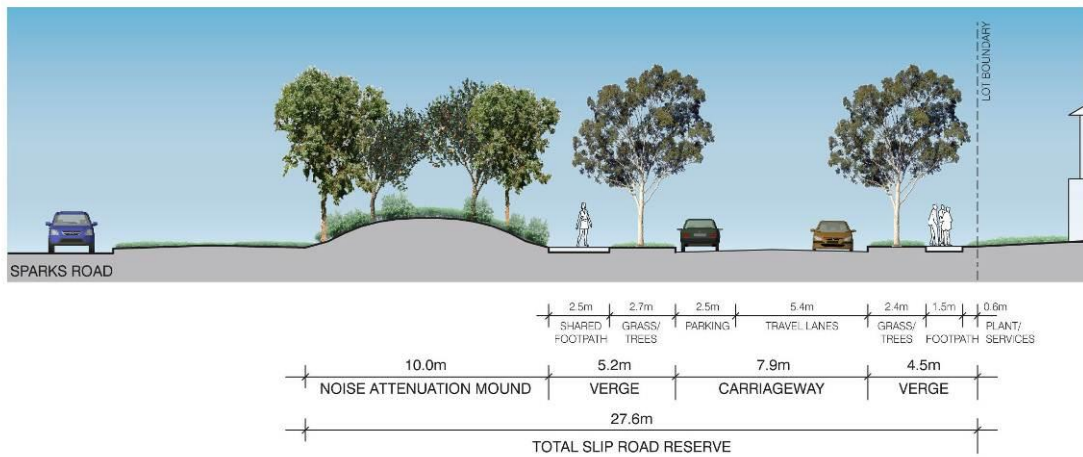 LOT BOUNDARY
SPARKS ROAD
2.5m 2.7m 2.5m 5.4m 2.4m 1.5m 0.6m
SHARED FOOTPATH GRASS/ TREES PARKING TRAVEL LANES GRASS/ TREES FOOTPATH PLANT/ SERVICES
10.0m 5.2m 7.9m 4.5m
NOISE ATTENUATION MOUND VERGE CARRIAGEWAY VERGE
27.6m
TOTAL SLIP ROAD RESERVE